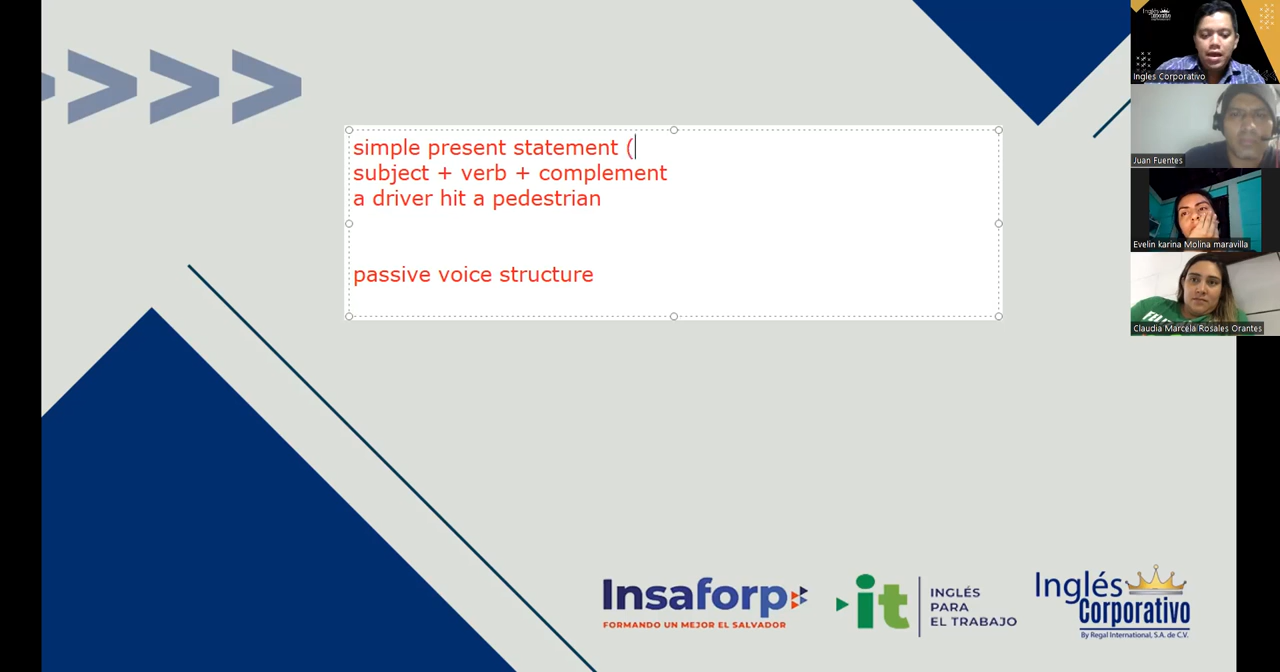 simple present statement (
subject + verb + complement
a driver hit a pedestrian
passive voice structure
Insaforp
FORMANDO UN MEJOR EL SALVADOR
it
INGLÉS
PARA
EL TRABAJO
Inglés
Corporativo
By Regal International, S.A. de C.V.
Inglés
Corporativo
Ingles Corporativo
Juan Fuentes
Evelin karina Molina maravilla
Claudia Marcela Rosales Orantes